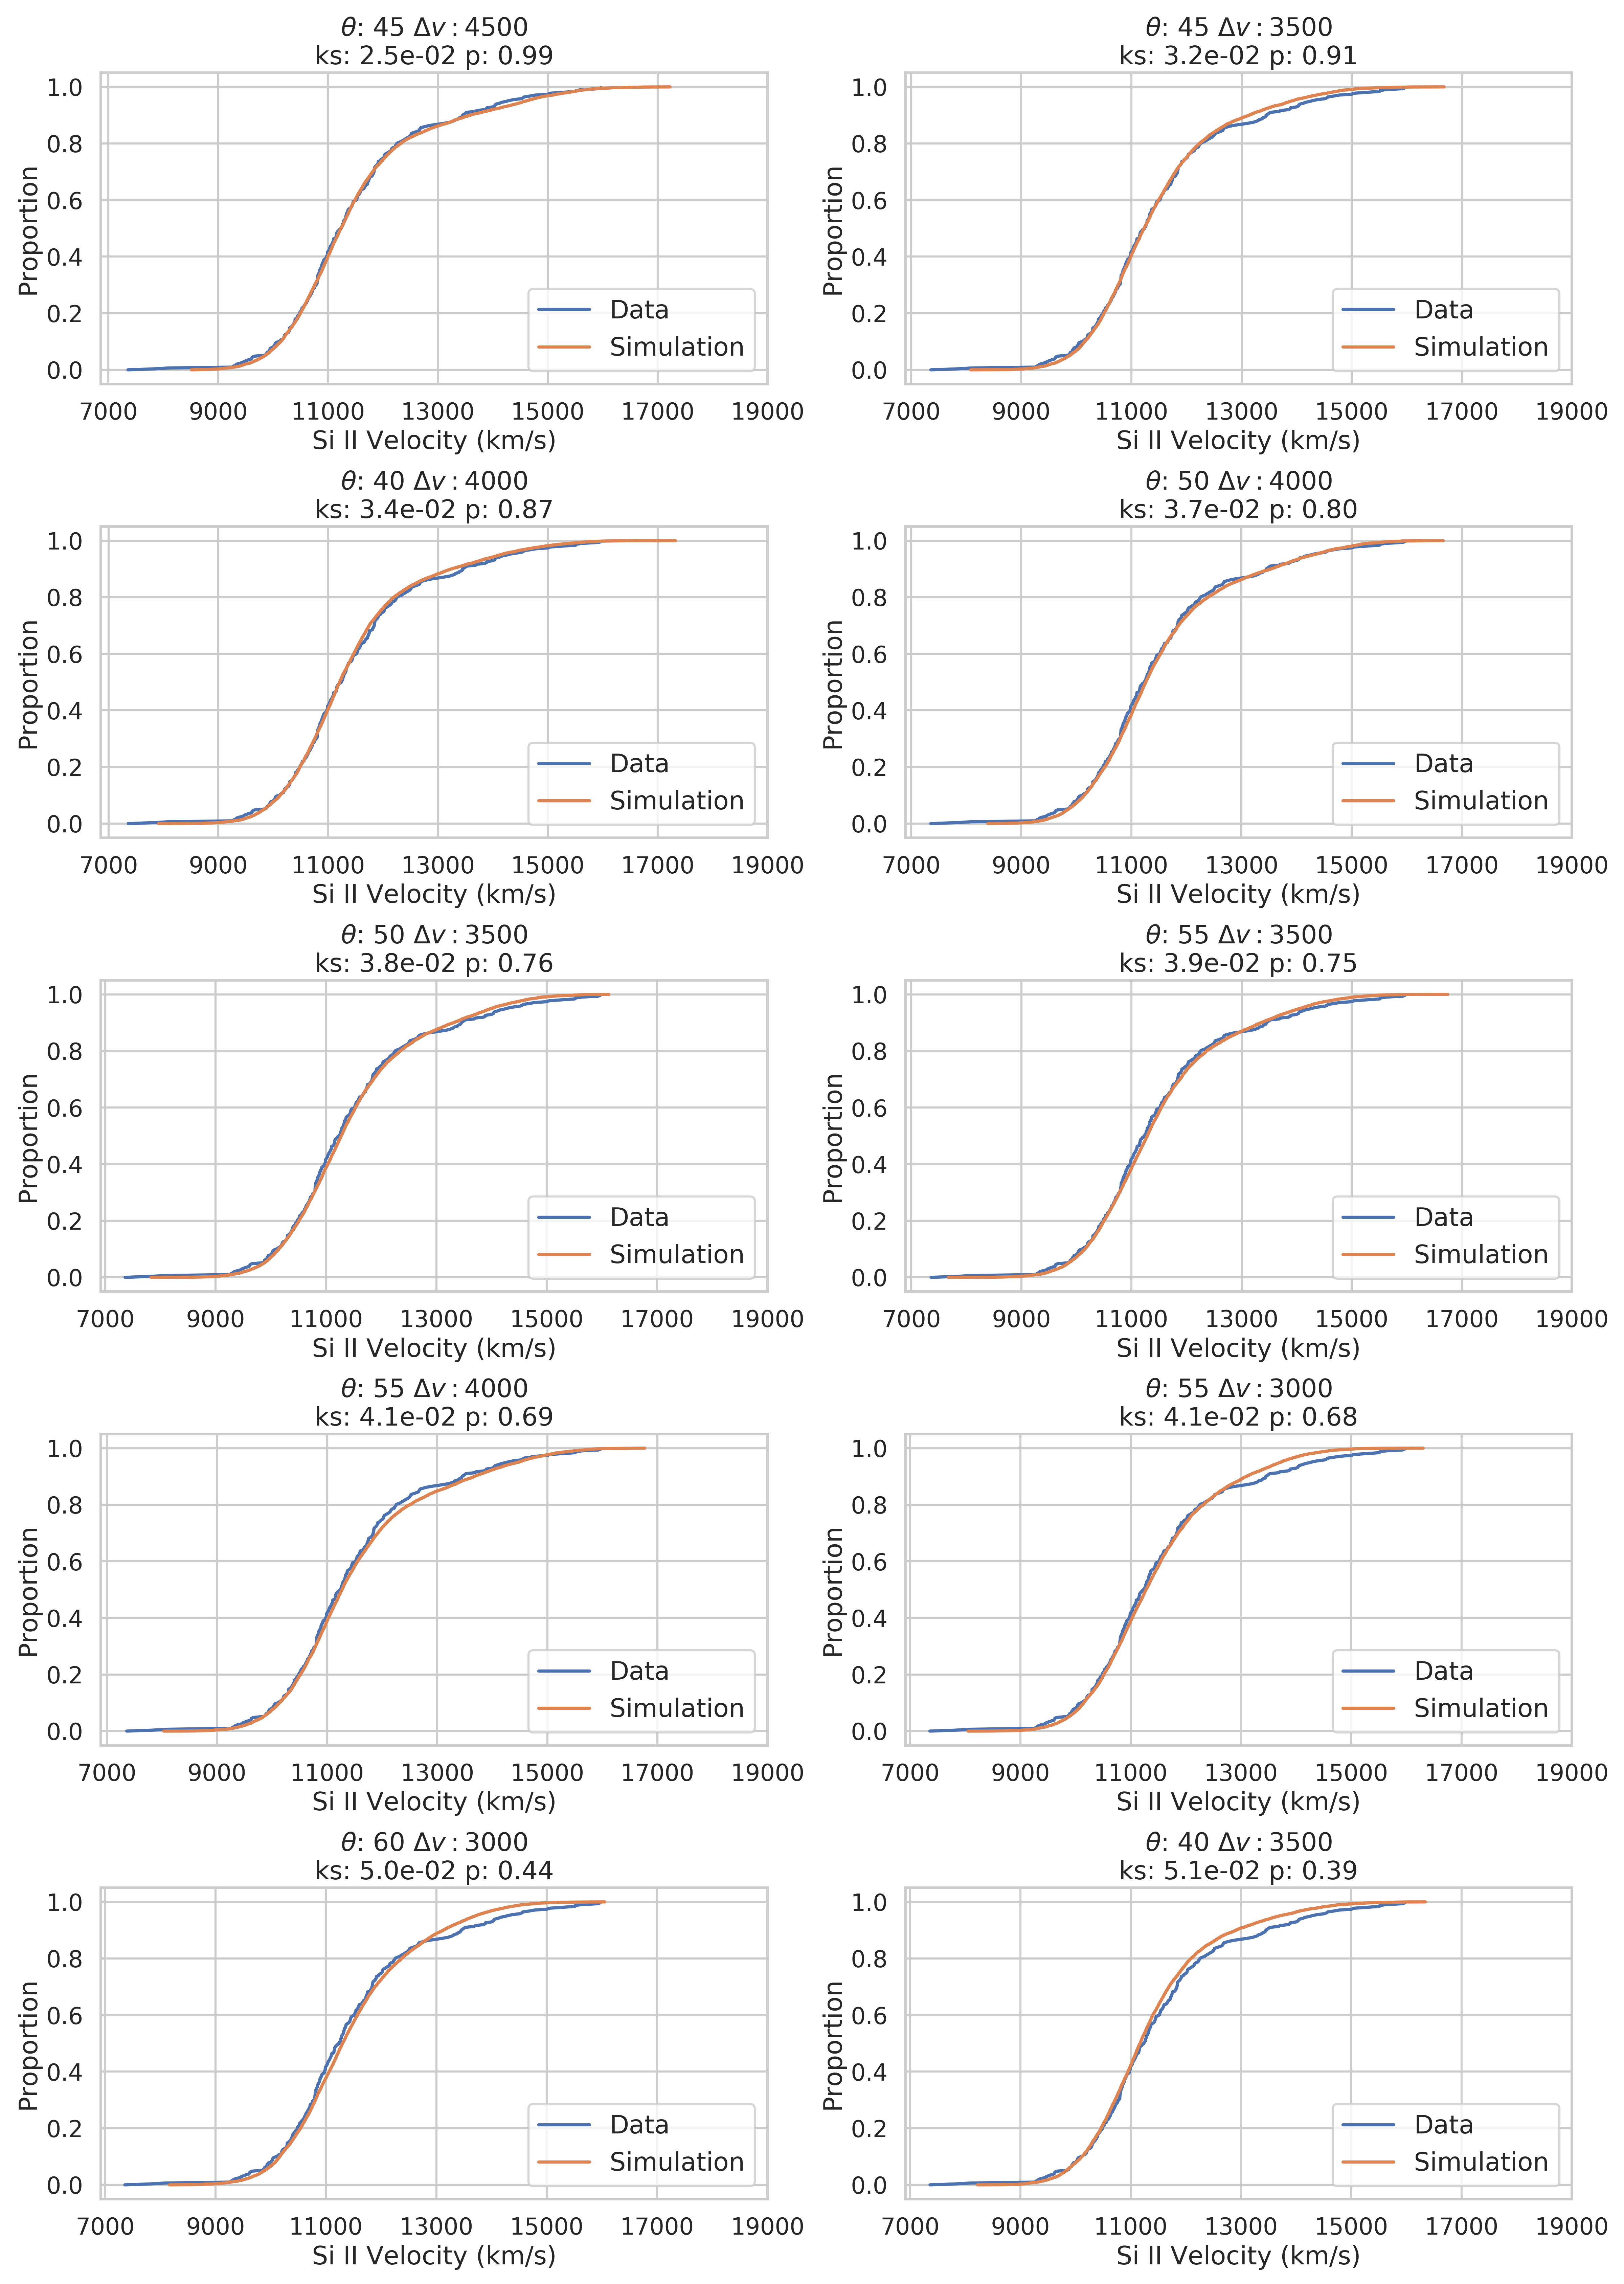 θ: 45 Δv : 4500
ks: 2.5e-02 p: 0.99
1.0
0.8
0.6
0.4
0.2
0.0
Proportion
Data
Simulation
7000 9000 11000 13000 15000 17000 19000
Si II Velocity (km/s)
θ: 45 Δv : 3500
ks: 3.2e-02 p: 0.91
1.0
0.8
0.6
0.4
0.2
0.0
Proportion
Data
Simulation
7000 9000 11000 13000 15000 17000 19000
Si II Velocity (km/s)
θ: 40 Δv : 4000
ks: 3.4e-02 p: 0.87
1.0
0.8
0.6
0.4
0.2
0.0
Proportion
Data
Simulation
7000 9000 11000 13000 15000 17000 19000
Si II Velocity (km/s)
θ: 50 Δv : 4000
ks: 3.7e-02 p: 0.80
1.0
0.8
0.6
0.4
0.2
0.0
Proportion
Data
Simulation
7000 9000 11000 13000 15000 17000 19000
Si II Velocity (km/s)
θ: 50 Δv : 3500
ks: 3.8e-02 p: 0.76
1.0
0.8
0.6
0.4
0.2
0.0
Proportion
Data
Simulation
7000 9000 11000 13000 15000 17000 19000
Si II Velocity (km/s)
θ: 55 Δv : 3500
ks: 3.9e-02 p: 0.75
1.0
0.8
0.6
0.4
0.2
0.0
Proportion
Data
Simulation
7000 9000 11000 13000 15000 17000 19000
Si II Velocity (km/s)
θ: 55 Δv : 4000
ks: 4.1e-02 p: 0.69
1.0
0.8
0.6
0.4
0.2
0.0
Proportion
Data
Simulation
7000 9000 11000 13000 15000 17000 19000
Si II Velocity (km/s)
θ: 55 Δv : 3000
ks: 4.1e-02 p: 0.68
1.0
0.8
0.6
0.4
0.2
0.0
Proportion
Data
Simulation
7000 9000 11000 13000 15000 17000 19000
Si II Velocity (km/s)
θ: 60 Δv : 3000
ks: 5.0e-02 p: 0.44
1.0
0.8
0.6
0.4
0.2
0.0
Proportion
Data
Simulation
7000 9000 11000 13000 15000 17000 19000
Si II Velocity (km/s)
θ: 40 Δv : 3500
ks: 5.1e-02 p: 0.39
1.0
0.8
0.6
0.4
0.2
0.0
Proportion
Data
Simulation
7000 9000 11000 13000 15000 17000 19000
Si II Velocity (km/s)